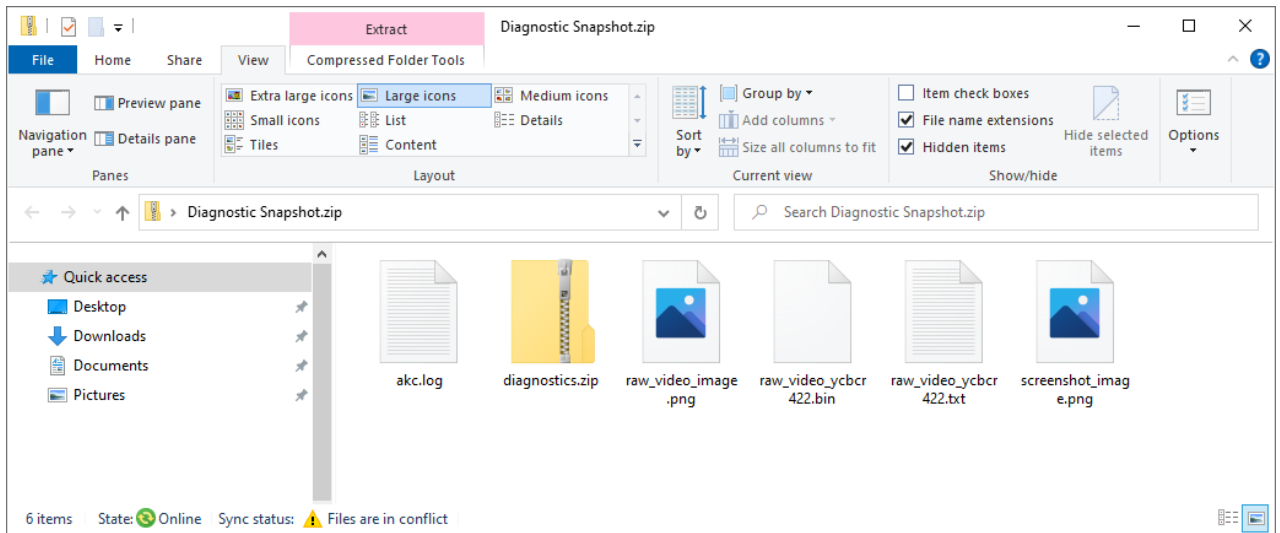 Extract
Diagnostic Snapshot.zip
File
Home
Share
View
Compressed Folder Tools
Navigation pane
Preview pane
Details pane
Panes
Extra large icons
Large icons
Medium icons
Small icons
List
Details
Tiles
Content
Layout
Sort by
Group by
Add columns
Size all columns to fit
Current view
Item check boxes
File name extensions
Hidden items
Hide selected items
Show/hide
Options
Diagnostic Snapshot.zip
Search Diagnostic Snapshot.zip
Quick access
Desktop
Downloads
Documents
Pictures
akc.log
diagnostics.zip
raw_video_image
.png
raw_video_ycbcr
422.bin
raw_video_ycbcr
422.txt
screenshot_imag
e.png
6 items
State: Online
Sync status: Files are in conflict